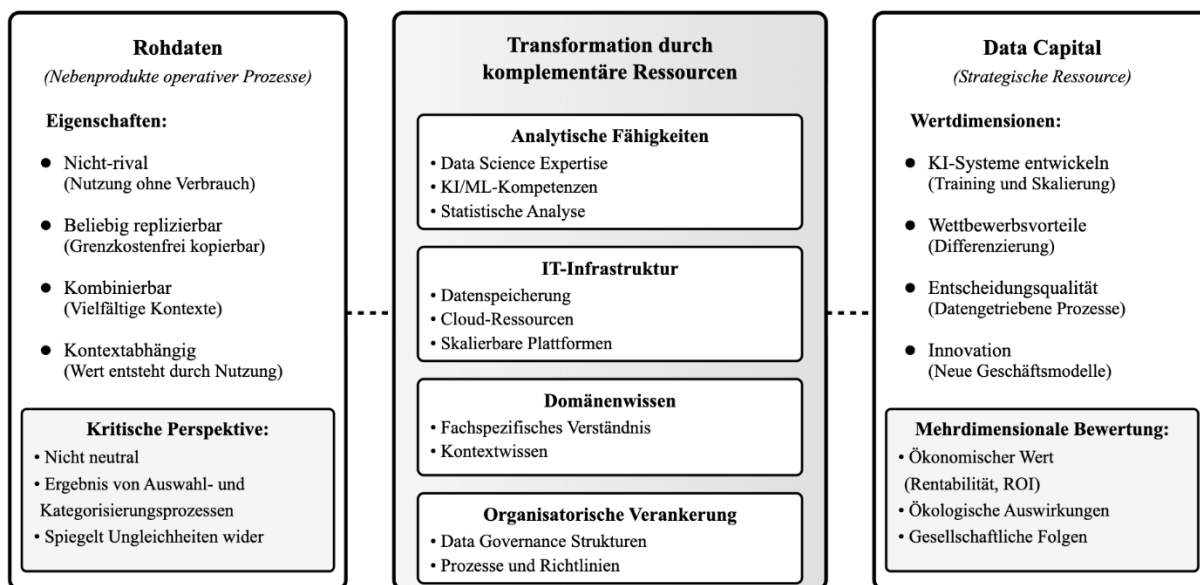 Rohdaten
(Nebenprodukte operativer Prozesse)
Eigenschaften:
● Nicht-rival
(Nutzung ohne Verbrauch)
● Beliebig replizierbar
(Grenzkostenfrei kopierbar)
● Kombinierbar
(Vielfältige Kontexte)
● Kontextabhängig
(Wert entsteht durch Nutzung)
Kritische Perspektive:
• Nicht neutral
• Ergebnis von Auswahl- und
Kategorisierungsprozessen
• Spiegelt Ungleichheiten wider
Transformation durch
komplementäre Ressourcen
Analytische Fähigkeiten
• Data Science Expertise
• KI/ML-Kompetenzen
• Statistische Analyse
IT-Infrastruktur
• Datenspeicherung
• Cloud-Ressourcen
• Skalierbare Plattformen
Domänenwissen
• Fachspezifisches Verständnis
• Kontextwissen
Organisatorische Verankerung
• Data Governance Strukturen
• Prozesse und Richtlinien
Data Capital
(Strategische Ressource)
Wertdimensionen:
● KI-Systeme entwickeln
(Training und Skalierung)
● Wettbewerbsvorteile
(Differenzierung)
● Entscheidungsqualität
(Datengetriebene Prozesse)
● Innovation
(Neue Geschäftsmodelle)
Mehrdimensionale Bewertung:
• Ökonomischer Wert
(Rentabilität, ROI)
• Ökologische Auswirkungen
• Gesellschaftliche Folgen